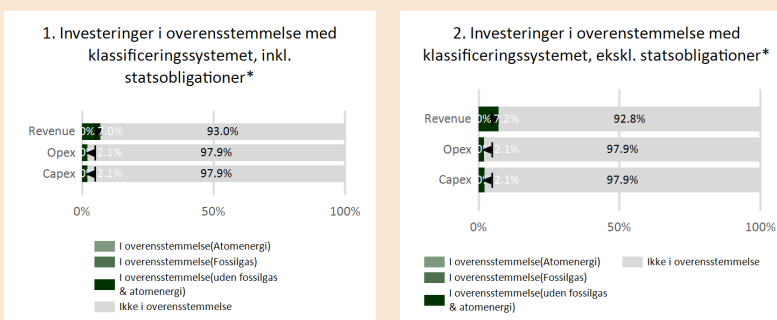 1. Investeringer i overensstemmelse med
klassificeringssystemet, inkl.
statsobligationer*
Revenue 0% 7.0% 93.0%
Opex 2.1% 97.9%
Capex 2.1% 97.9%
0% 50% 100%
I overensstemmelse(Atomenergi)
I overensstemmelse(Fossilgas)
I overensstemmelse(uden fossilgas
& atomenergi)
Ikke i overensstemmelse
2. Investeringer i overenstemmelse med
klassificeringssystemet, ekskl. statsobligationer*
Revenue 0% 7.2% 92.8%
Opex 2.1% 97.9%
Capex 2.1% 97.9%
0% 50% 100%
I overensstemmelse(Atomenergi) Ikke i overensstemmelse
I overensstemmelse(Fossilgas)
I overensstemmelse(uden fossilgas
& atomenergi)